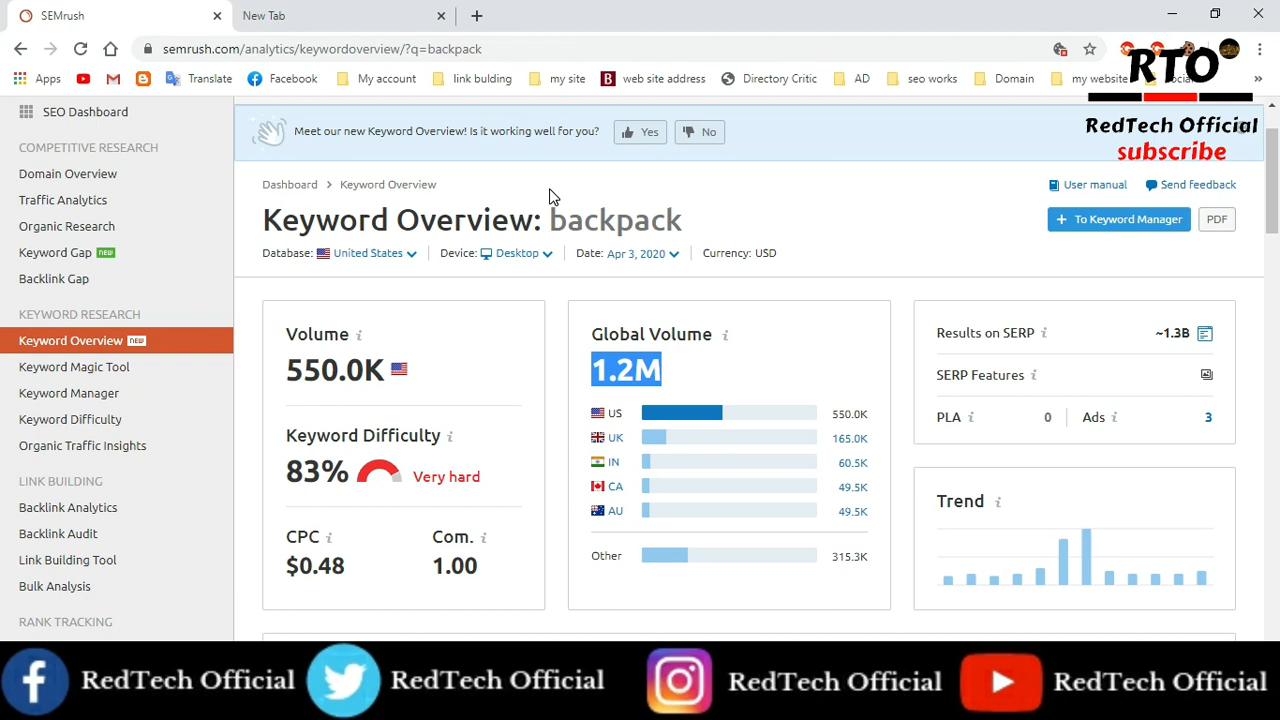 SEMrush
New Tab
semrush.com/analytics/keywordoverview/?q=backpack
Apps
Translate
Facebook
My account
link bulding
my site
B web site address
Directory Critic
AD
seo works
Domain
my website
»
RTO
RedTech Official
subscribe
SEO Dashboard
COMPETITIVE RESEARCH
Domain Overview
Traffic Analytics
Organic Research
Keyword Gap NEW
Backlink Gap
KEYWORD RESEARCH
Keyword Overview NEW
Keyword Magic Tool
Keyword Manager
Keyword Difficulty
Organic Traffic Insights
LINK BUILDING
Backlink Analytics
Backlink Audit
Link Building Tool
Bulk Analysis
RANK TRACKING
Meet our new Keyword Overview! Is it working well for you? Yes No
Dashboard > Keyword Overview
User manual Send feedback
Keyword Overview: backpack
+ To Keyword Manager PDF
Database: United States Device: Desktop Date: Apr 3, 2020 Currency: USD
Volume i
550.0K
Keyword Difficulty i
83% Very hard
CPC i Com. i
$0.48 1.00
Global Volume i
1.2M
US 550.0K
UK 165.0K
IN 60.5K
CA 49.5K
AU 49.5K
Other 315.3K
Results on SERP i ~1.3B
SERP Features i
PLA i 0 Ads i 3
Trend i
f RedTech Official
RedTech Official
RedTech Official
RedTech Official